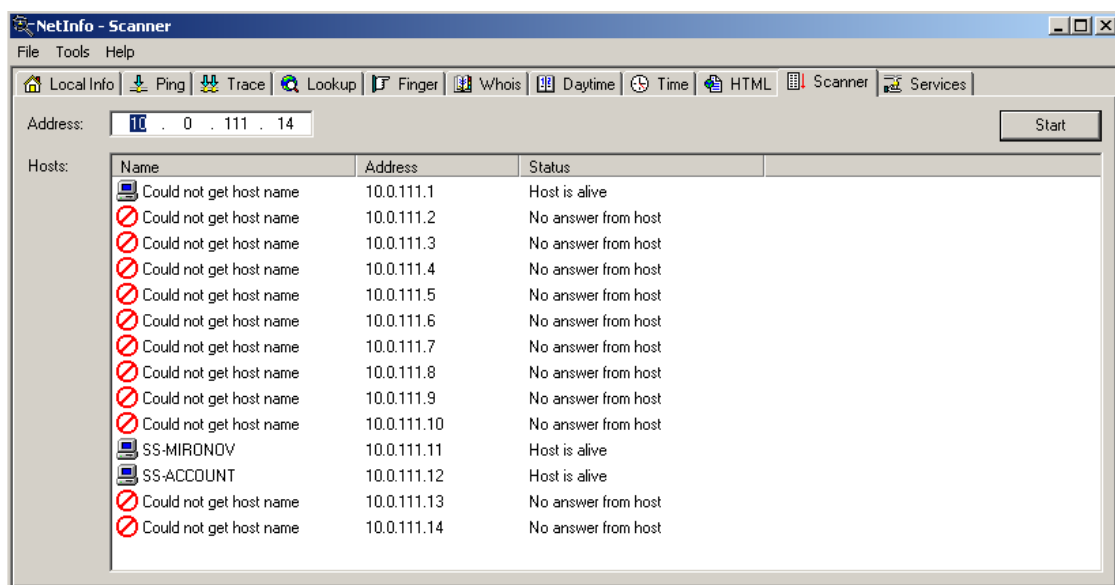 NetInfo - Scanner
File Tools Help
Local Info Ping Trace Lookup Finger Whois Daytime Time HTML Scanner Services
Address: 10 . 0 . 111 . 14 Start
Hosts: Name Address Status
Could not get host name 10.0.111.1 Host is alive
Could not get host name 10.0.111.2 No answer from host
Could not get host name 10.0.111.3 No answer from host
Could not get host name 10.0.111.4 No answer from host
Could not get host name 10.0.111.5 No answer from host
Could not get host name 10.0.111.6 No answer from host
Could not get host name 10.0.111.7 No answer from host
Could not get host name 10.0.111.8 No answer from host
Could not get host name 10.0.111.9 No answer from host
Could not get host name 10.0.111.10 No answer from host
SS-MIRONOV 10.0.111.11 Host is alive
SS-ACCOUNT 10.0.111.12 Host is alive
Could not get host name 10.0.111.13 No answer from host
Could not get host name 10.0.111.14 No answer from host